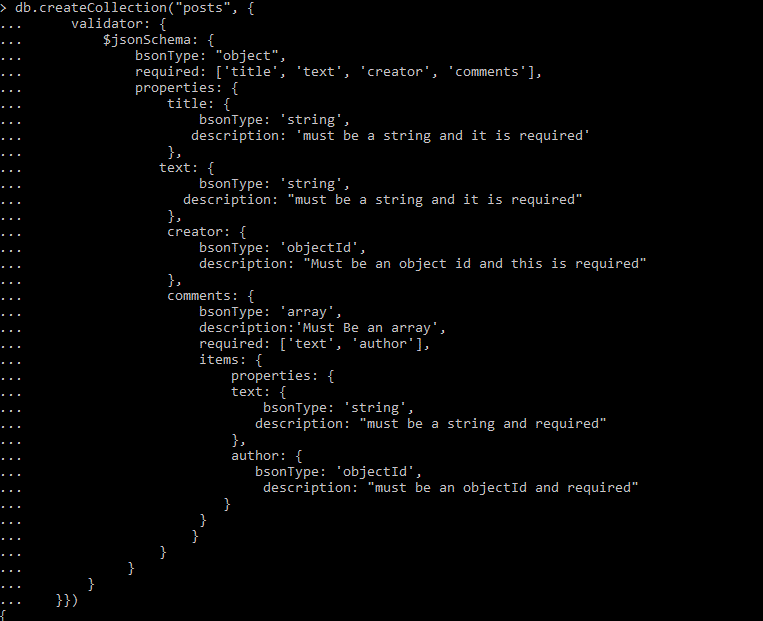 > db.createCollection("posts", {
... validator: {
... $jsonSchema: {
... bsonType: "object",
... required: ['title', 'text', 'creator', 'comments'],
... properties: {
... title: {
... bsonType: 'string',
... description: 'must be a string and it is required'
... },
... text: {
... bsonType: 'string',
... description: "must be a string and it is required"
... },
... creator: {
... bsonType: 'objectId',
... description: "Must be an object id and this is required"
... },
... comments: {
... bsonType: 'array',
... description:'Must Be an array',
... required: ['text', 'author'],
... items: {
... properties: {
... text: {
... bsonType: 'string',
... description: "must be a string and required"
... },
... author: {
... bsonType: 'objectId',
... description: "must be an objectId and required"
... }
... }
... }
... }
... }
... }
... }})
{